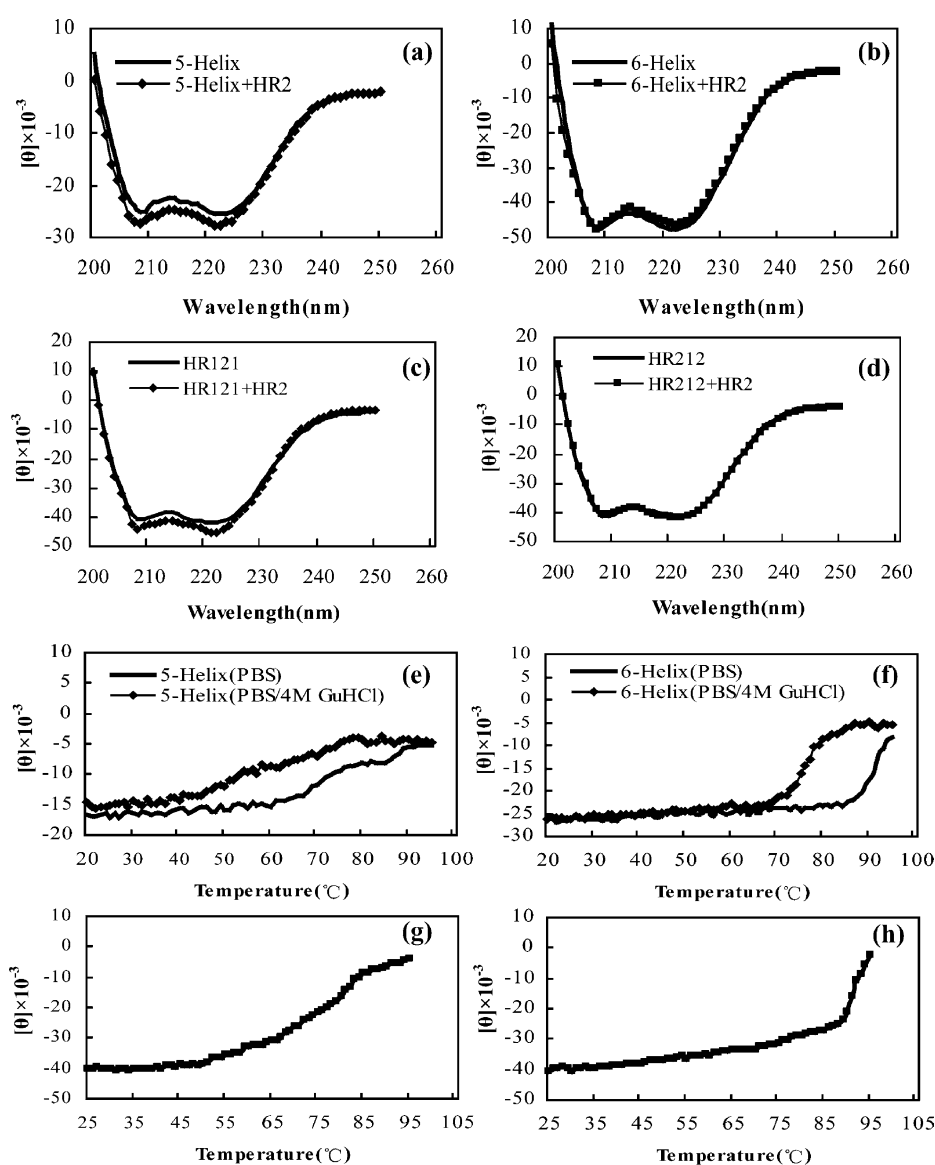 (a)
10
0
-10
-20
-30
[θ]×10⁻³
5-Helix
5-Helix+HR2
200 210 220 230 240 250 260
Wavelength(nm)
(b)
10
0
-10
-20
-30
-40
-50
[θ]×10⁻³
6-Helix
6-Helix+HR2
200 210 220 230 240 250 260
Wavelength(nm)
(c)
20
10
0
-10
-20
-30
-40
-50
[θ]×10⁻³
HR121
HR121+HR2
200 210 220 230 240 250 260
Wavelength(nm)
(d)
20
10
0
-10
-20
-30
-40
-50
[θ]×10⁻³
HR212
HR212+HR2
200 210 220 230 240 250 260
Wavelength(nm)
(e)
10
5
0
-5
-10
-15
-20
[θ]×10⁻³
5-Helix(PBS)
5-Helix(PBS/4M GuHCl)
20 30 40 50 60 70 80 90 100
Temperature(℃)
(f)
10
5
0
-5
-10
-15
-20
-25
-30
[θ]×10⁻³
6-Helix(PBS)
6-Helix(PBS/4M GuHCl)
20 30 40 50 60 70 80 90 100
Temperature(℃)
(g)
10
0
-10
-20
-30
-40
-50
[θ]×10⁻³
25 35 45 55 65 75 85 95 105
Temperature(℃)
(h)
10
0
-10
-20
-30
-40
-50
[θ]×10⁻³
25 35 45 55 65 75 85 95 105
Temperature(℃)